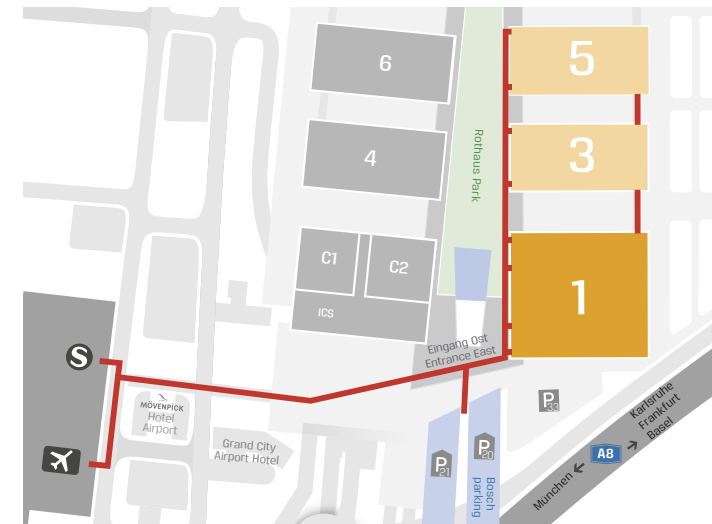 6
5
4
3
Rothaus Park
C1
C2
ICS
1
Eingang Ost
Entrance East
S
MÖVENPICK
Hotel
Airport
Grand City
Airport Hotel
P
33
P
21
P
20
Bosch
parking
Karlsruhe
Frankfurt
Basel
A8
München